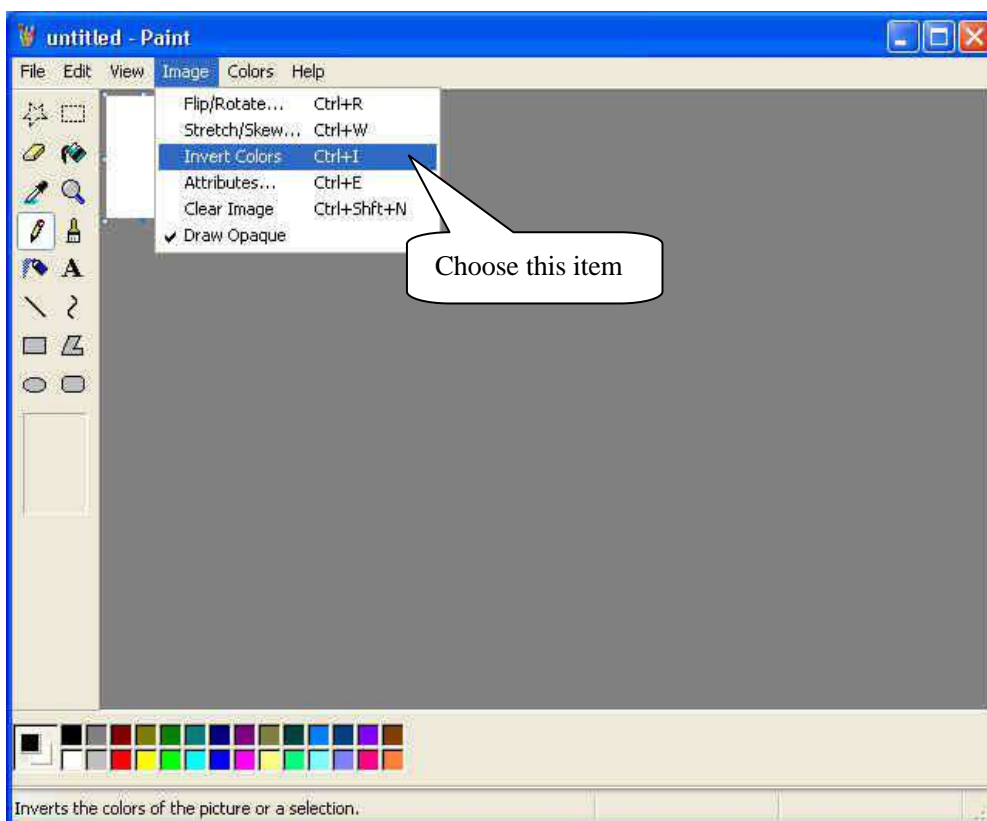 untitled - Paint
File Edit View Image Colors Help
Flip/Rotate... Ctrl+R
Stretch/Skew... Ctrl+W
Invert Colors Ctrl+I
Attributes... Ctrl+E
Clear Image Ctrl+Shft+N
✓ Draw Opaque
Choose this item
A
Inverts the colors of the picture or a selection.